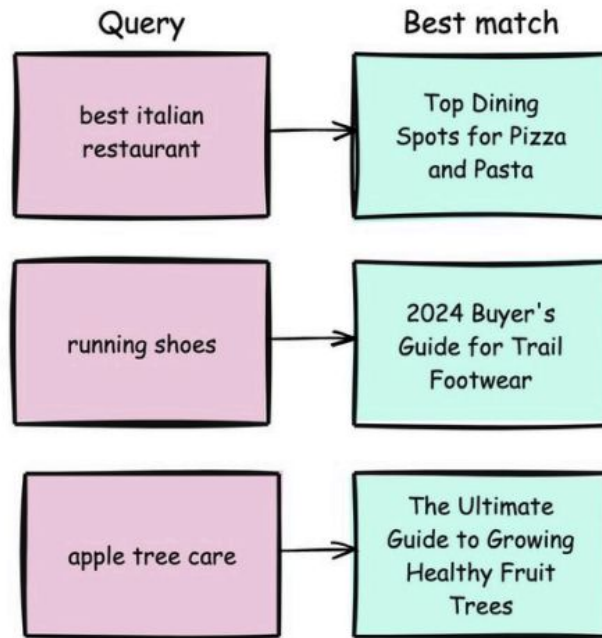 Query
Best match
best italian
restaurant
Top Dining
Spots for Pizza
and Pasta
running shoes
2024 Buyer's
Guide for Trail
Footwear
apple tree care
The Ultimate
Guide to Growing
Healthy Fruit
Trees